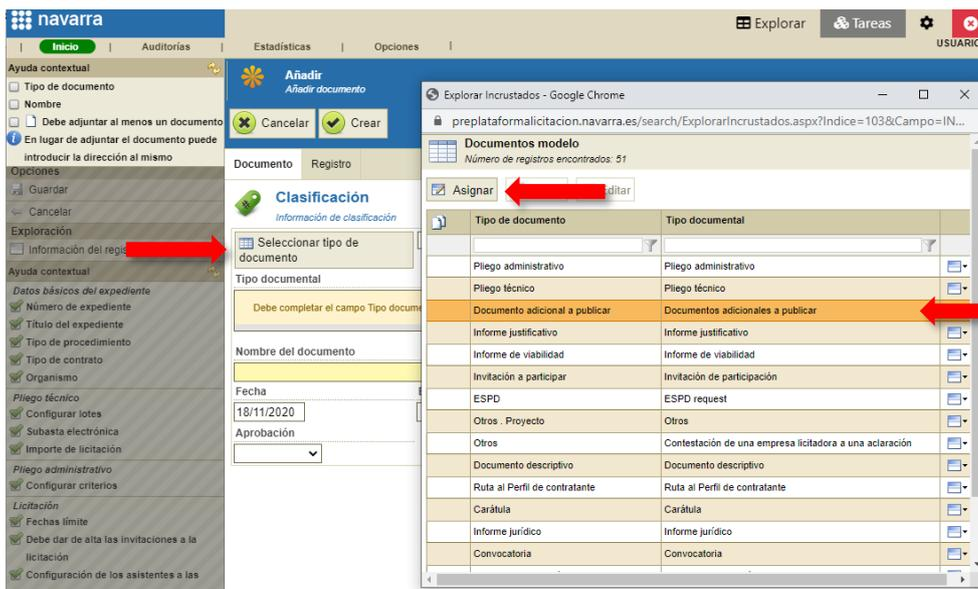 navarra
Explorar
Tareas
USUARIO
Inicio | Auditorías | Estadísticas | Opciones |
Ayuda contextual
Tipo de documento
Nombre
Debe adjuntar al menos un documento
En lugar de adjuntar el documento puede
introducir la dirección al mismo
Opciones
Guardar
Cancelar
Exploración
Información del regis
Ayuda contextual
Datos básicos del expediente
Número de expediente
Título del expediente
Tipo de procedimiento
Tipo de contrato
Organismo
Pliego técnico
Configurar lotes
Subasta electrónica
Importe de licitación
Pliego administrativo
Configurar criterios
Licitación
Fechas límite
Debe dar de alta las invitaciones a la
licitación
Configuración de los asistentes a las
Añadir
Añadir documento
Cancelar
Crear
Documento
Registro
Clasificación
Información de clasificación
Seleccionar tipo de
documento
Tipo documental
Debe completar el campo Tipo docume
Nombre del documento
Fecha
18/11/2020
Aprobación
Explorar Incrustados - Google Chrome
preplataformalicitacion.navarra.es/search/ExplorarIncrustados.aspx?Indice=103&Campo=IN...
Documentos modelo
Número de registros encontrados: 51
Asignar
ditar
Tipo de documento Tipo documental
Pliego administrativo Pliego administrativo
Pliego técnico Pliego técnico
Documento adicional a publicar Documentos adicionales a publicar
Informe justificativo Informe justificativo
Informe de viabilidad Informe de viabilidad
Invitación a participar Invitación de participación
ESPD ESPD request
Otros . Proyecto Otros
Otros Contestación de una empresa licitadora a una aclaración
Documento descriptivo Documento descriptivo
Ruta al Perfil de contratante Ruta al Perfil de contratante
Carátula Carátula
Informe jurídico Informe jurídico
Convocatoria Convocatoria